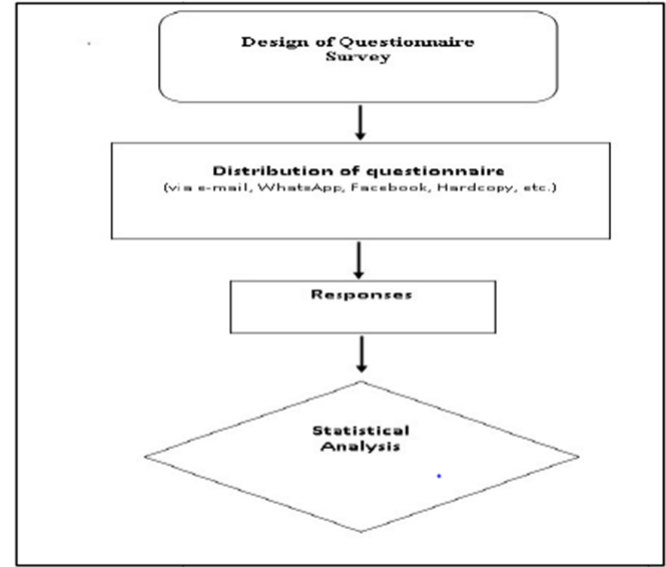 Design of Questionnaire
Survey
Distribution of questionnaire
(via e-mail, WhatsApp, Facebook, Hardcopy, etc.)
Responses
Statistical
Analysis